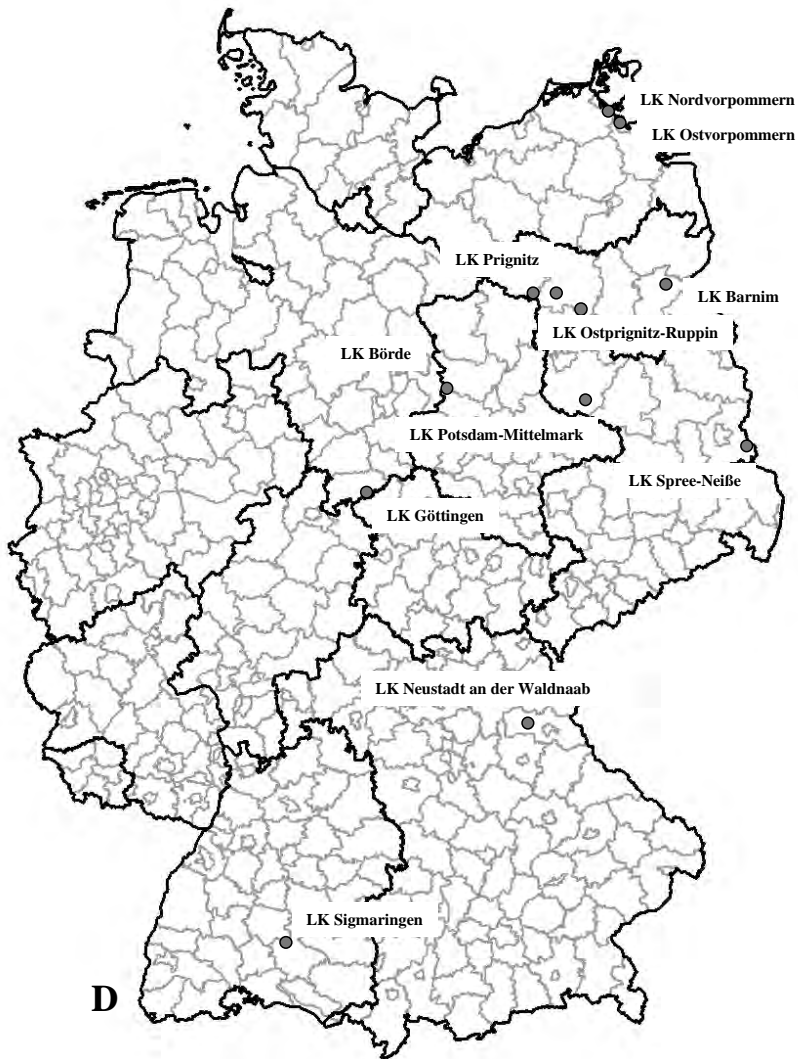 LK Nordvorpommern
LK Ostvorpommern
LK Prignitz
LK Barnim
LK Ostprignitz-Ruppin
LK Börde
LK Potsdam-Mittelmark
LK Spree-Neiße
LK Göttingen
LK Neustadt an der Waldnaab
LK Sigmaringen
D